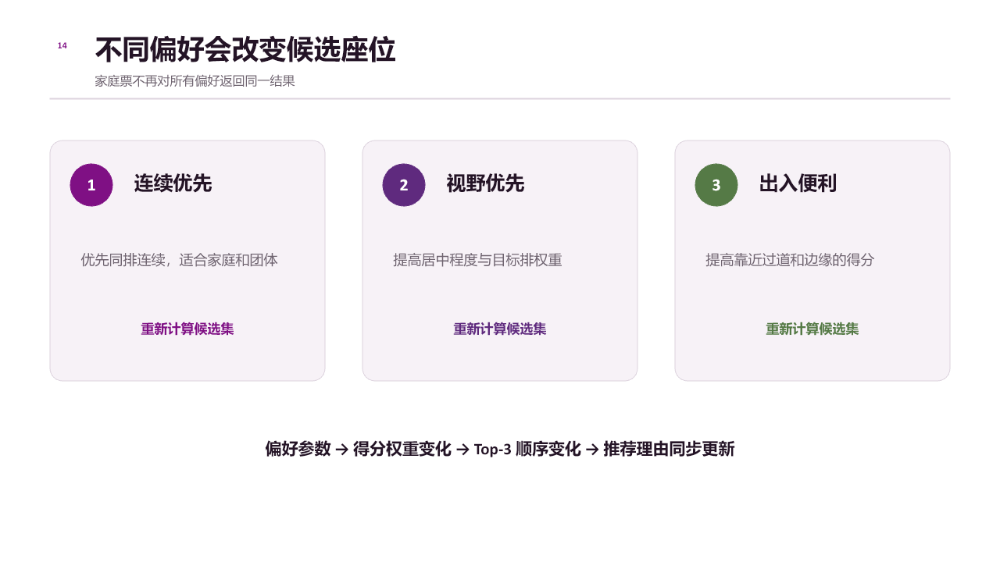 14
不同偏好会改变候选座位
家庭票不再对所有偏好返回同一结果
1
连续优先
优先同排连续，适合家庭和团体
重新计算候选集
2
视野优先
提高居中程度与目标排权重
重新计算候选集
3
出入便利
提高靠近过道和边缘的得分
重新计算候选集
偏好参数 → 得分权重变化 → Top-3 顺序变化 → 推荐理由同步更新